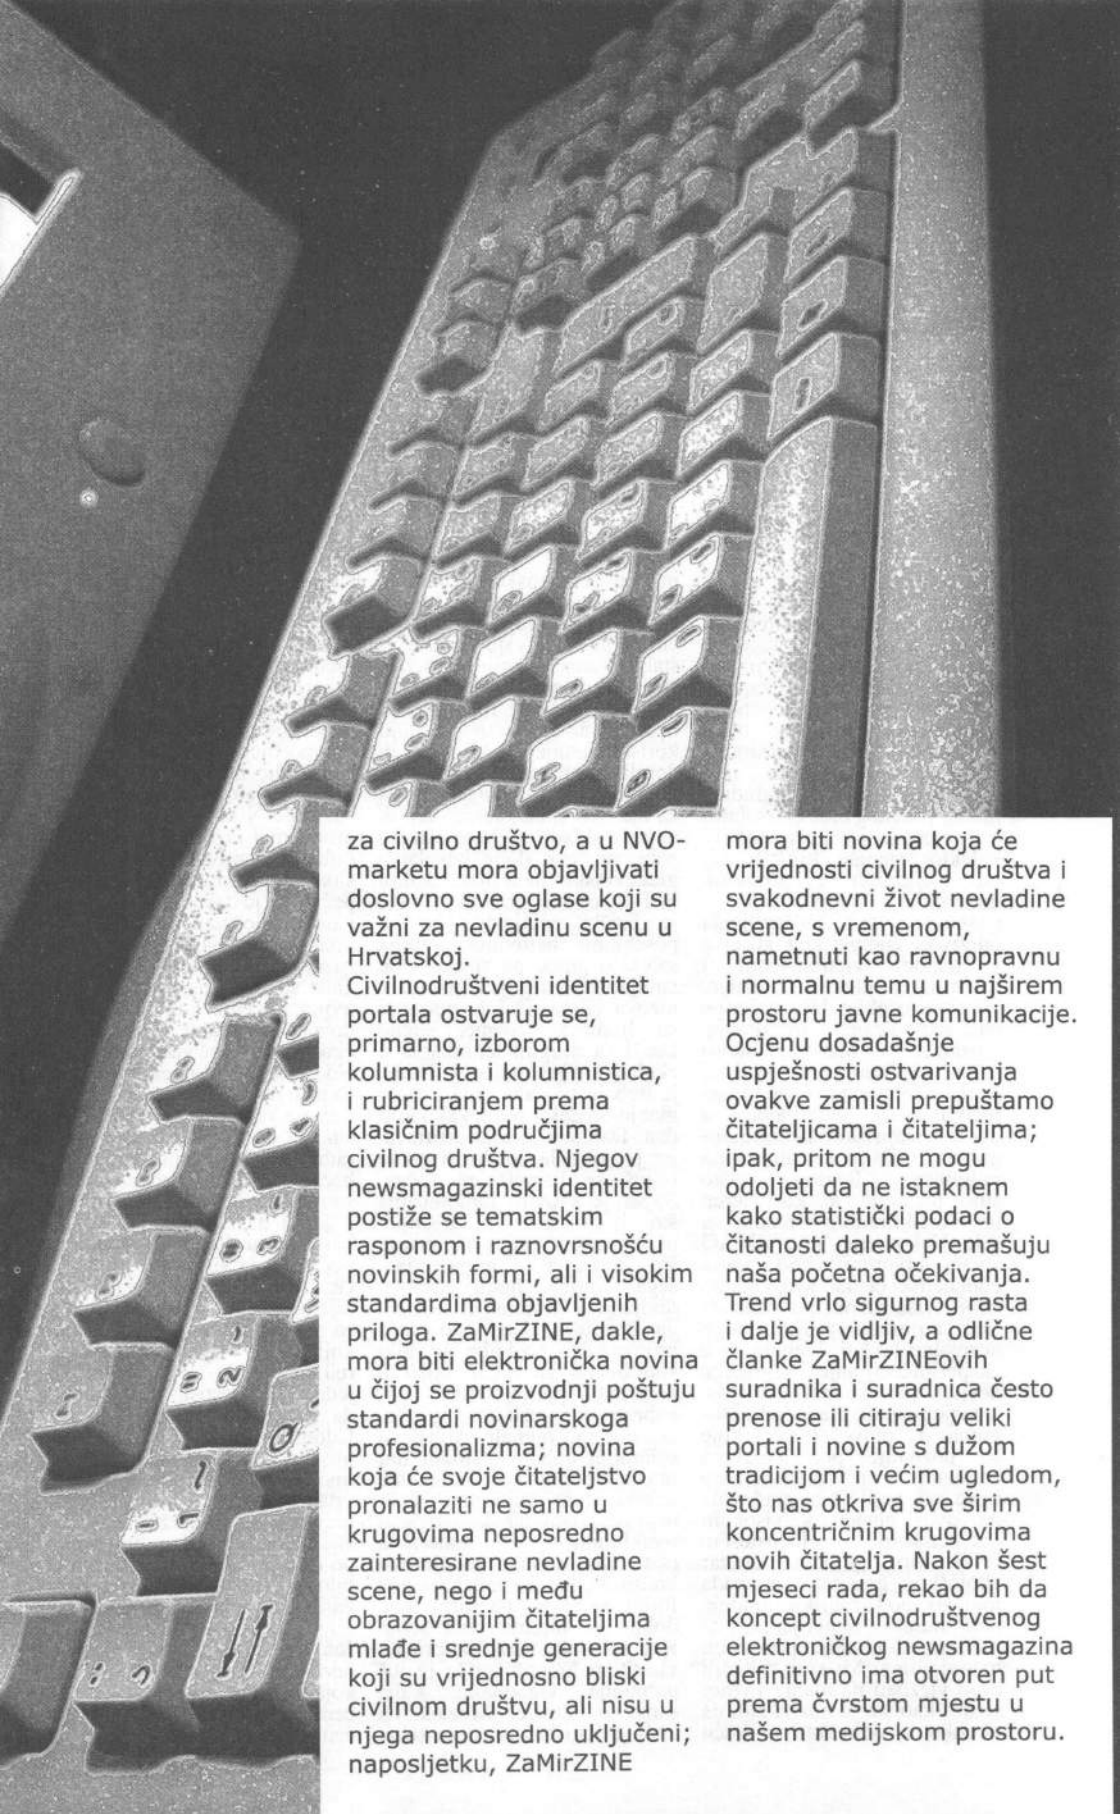 za civilno društvo, a u NVO-
marketu mora objavljivati
doslovno sve oglase koji su
važni za nevladinu scenu u
Hrvatskoj.
Civilnodruštveni identitet
portala ostvaruje se,
primarno, izborom
kolumnista i kolumnistica,
i rubriciranjem prema
klasičnim područjima
civilnog društva. Njegov
newsmagazinski identitet
postiže se tematskim
rasponom i raznovrsnošću
novinskih formi, ali i visokim
standardima objavljenih
priloga. ZaMirZINE, dakle,
mora biti elektronička novina
u čijoj se proizvodnji poštuju
standardi novinarskoga
profesionalizma; novina
koja će svoje čitateljstvo
pronalaziti ne samo u
krugovima neposredno
zainteresirane nevladine
scene, nego i među
obrazovanijim čitateljima
mlađe i srednje generacije
koji su vrijednosno bliski
civilnom društvu, ali nisu u
njega neposredno uključeni;
naposljetku, ZaMirZINE
mora biti novina koja će
vrijednosti civilnog društva i
svakodnevni život nevladine
scene, s vremenom,
nametnuti kao ravnopravnu
i normalnu temu u najširem
prostoru javne komunikacije.
Ocjenu dosadašnje
uspješnosti ostvarivanja
ovakve zamisli prepuštamo
čitateljicama i čitateljima;
ipak, pritom ne mogu
odoljeti da ne istaknem
kako statistički podaci o
čitanosti daleko premašuju
naša početna očekivanja.
Trend vrlo sigurnog rasta
i dalje je vidljiv, a odlične
članke ZaMirZINEovih
suradnika i suradnica često
prenose ili citiraju veliki
portali i novine s dužom
tradicijom i većim ugledom,
što nas otkriva sve širim
koncentričnim krugovima
novih čitatelja. Nakon šest
mjeseci rada, rekao bih da
koncept civilnodruštvenog
elektroničkog newsmagazina
definitivno ima otvoren put
prema čvrstom mjestu u
našem medijskom prostoru.